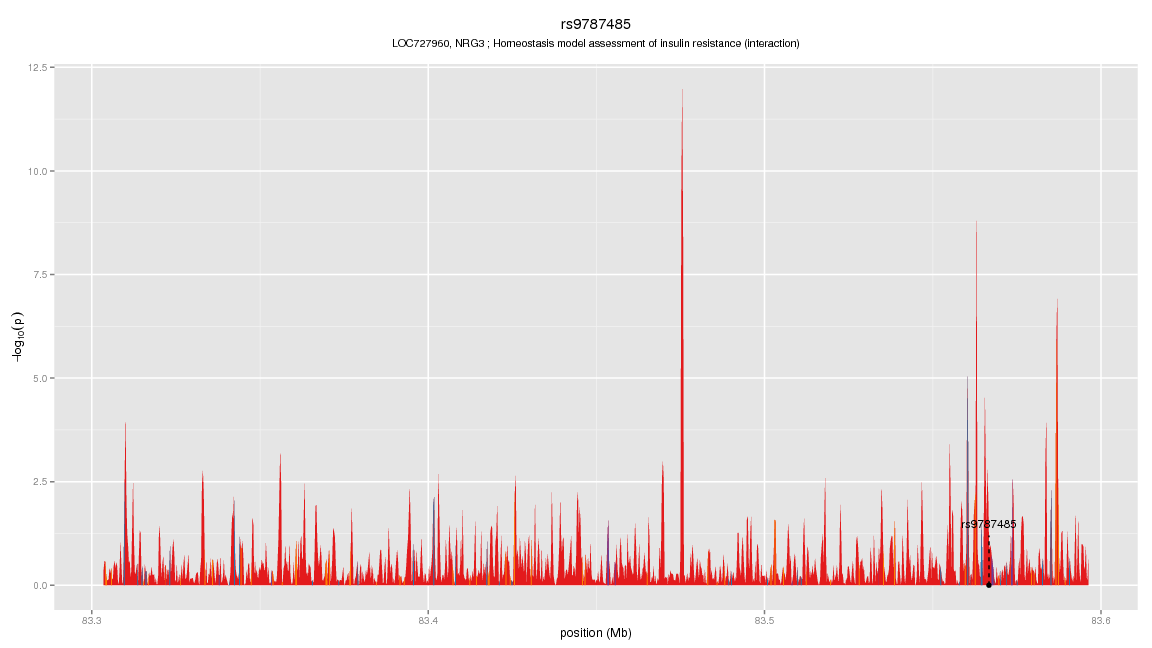 rs9787485
LOC727960, NRG3 ; Homeostasis model assessment of insulin resistance (interaction)
12.5
10.0
7.5
5.0
2.5
0.0
−log10(p)
rs9787485
83.3
83.4
83.5
83.6
position (Mb)